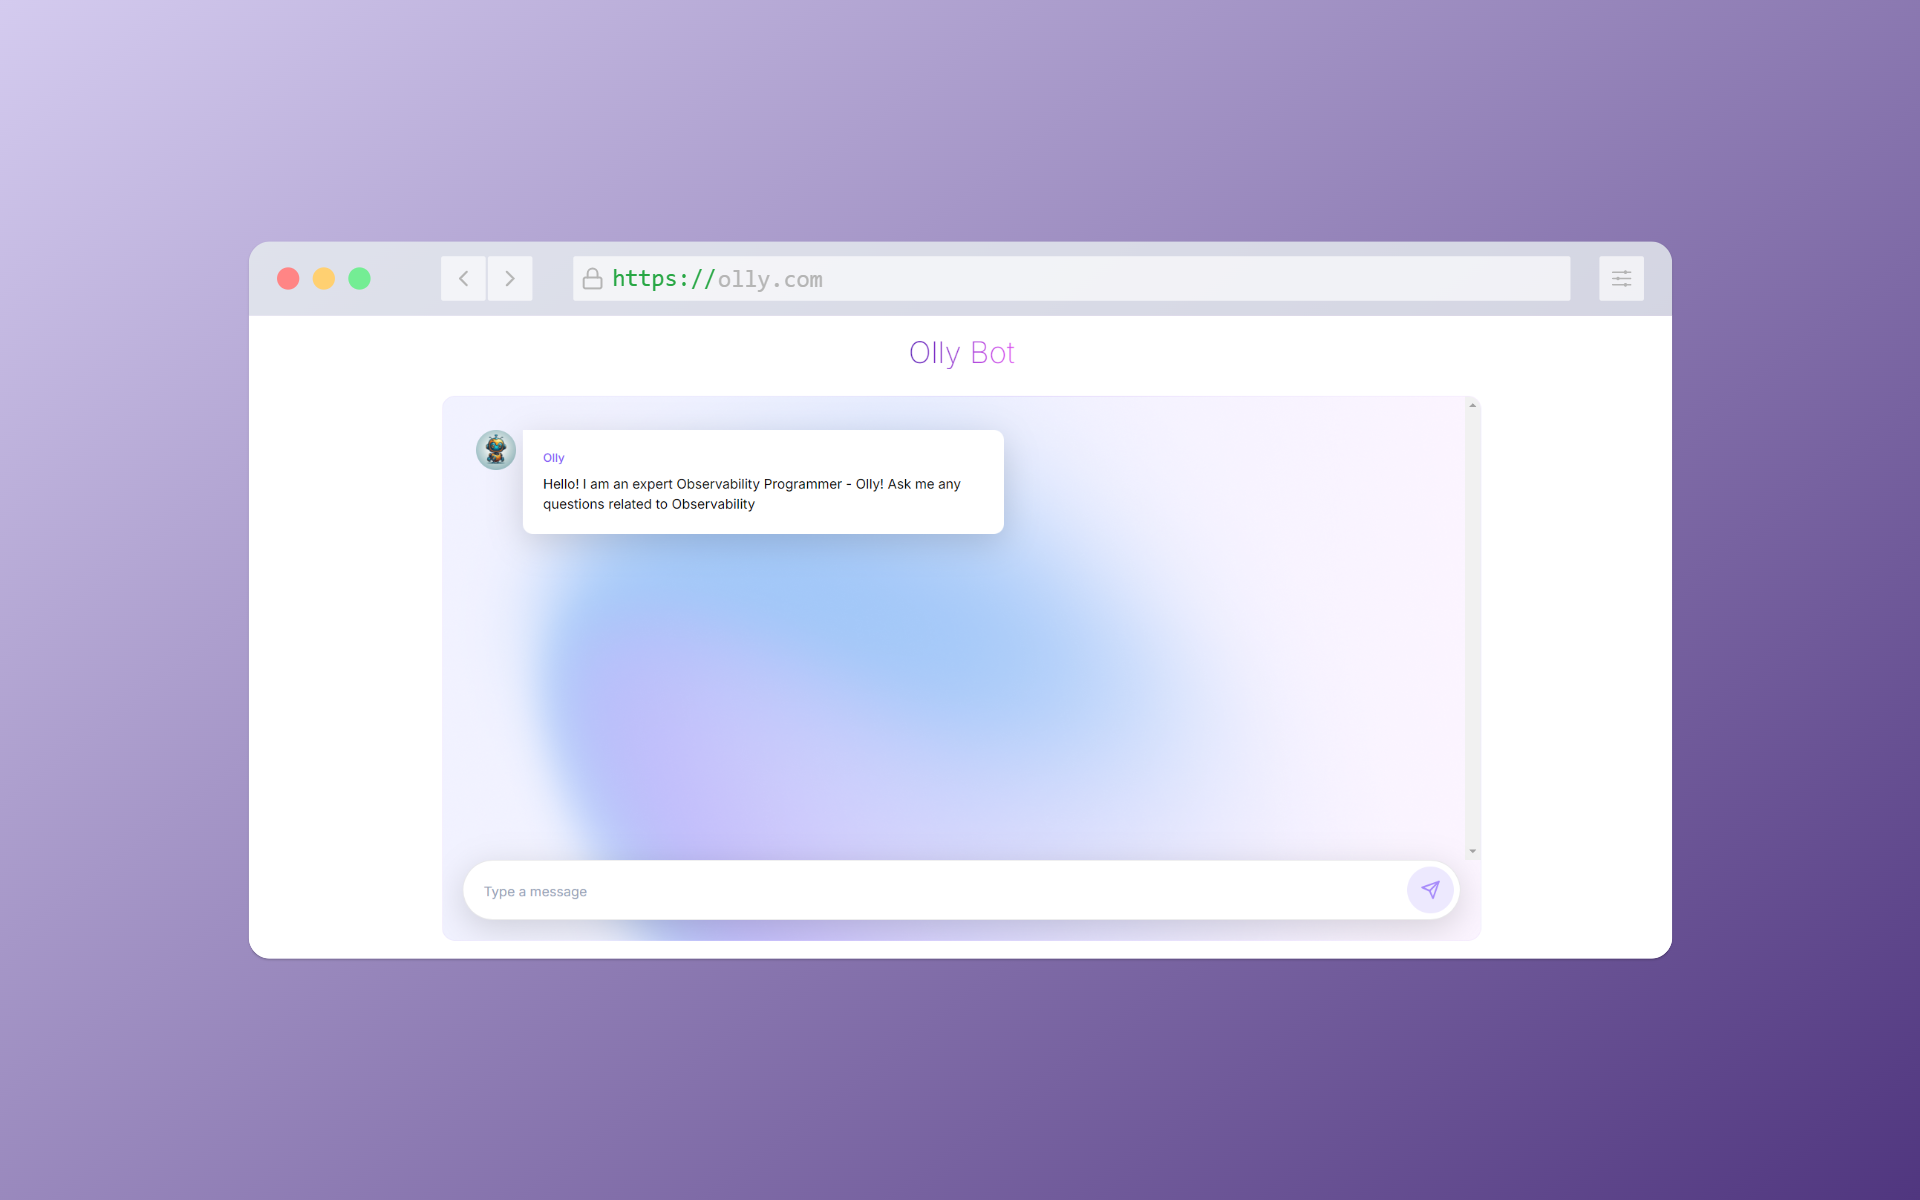 https://olly.com
Olly Bot
Olly
Hello! I am an expert Observability Programmer - Olly! Ask me any
questions related to Observability
Type a message